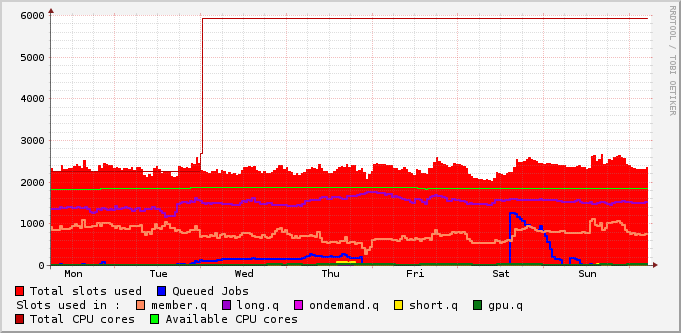 RRDTOOL / TOBI OETIKER
6000
5000
4000
3000
2000
1000
0
Mon Tue Wed Thu Fri Sat Sun
Total slots used Queued Jobs
Slots used in : member.q long.q ondemand.q short.q gpu.q
Total CPU cores Available CPU cores